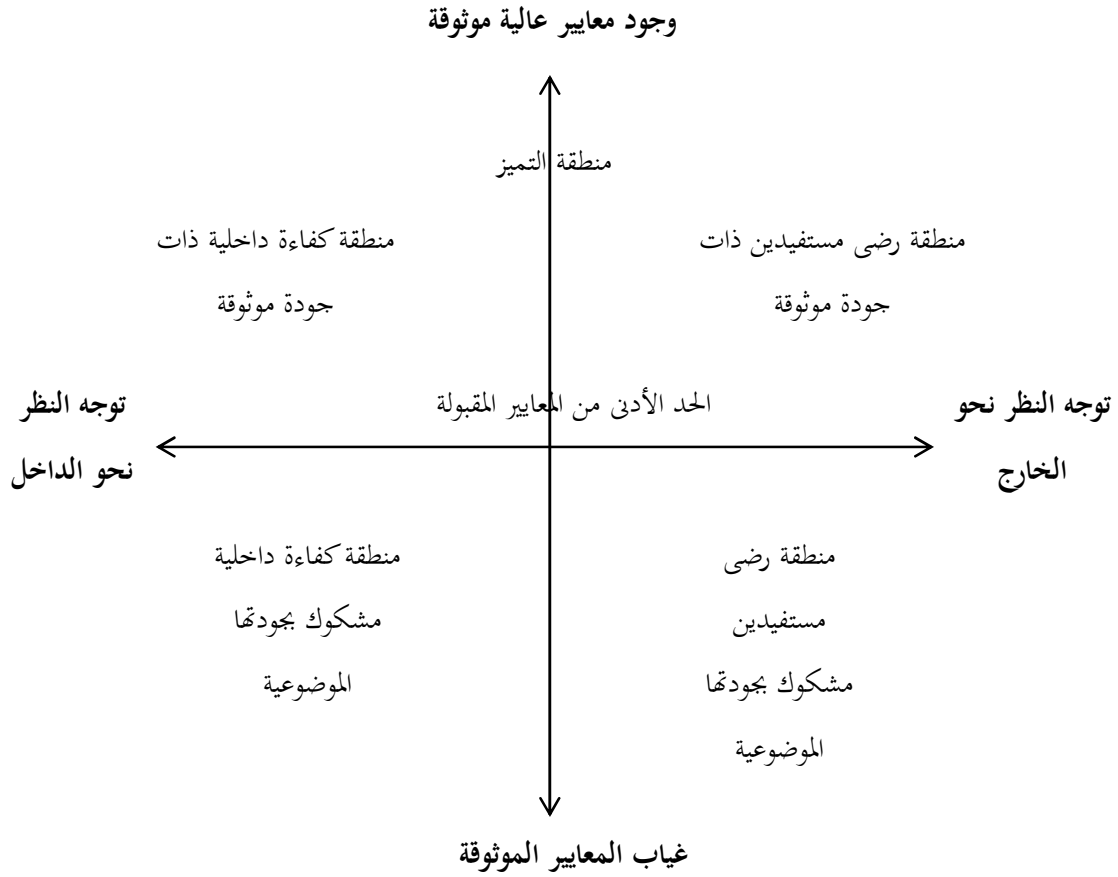 وجود معايير عالية موثوقة
منطقة التميز
منطقة رضى مستفيدين ذات
جودة موثوقة
منطقة كفاءة داخلية ذات
جودة موثوقة
توجه النظر نحو
الخارج
الحد الأدنى من المعايير المقبولة
توجه النظر
نحو الداخل
منطقة رضى
مستفيدين
مشكوك بجودتها
الموضوعية
منطقة كفاءة داخلية
مشكوك بجودتها
الموضوعية
غياب المعايير الموثوقة